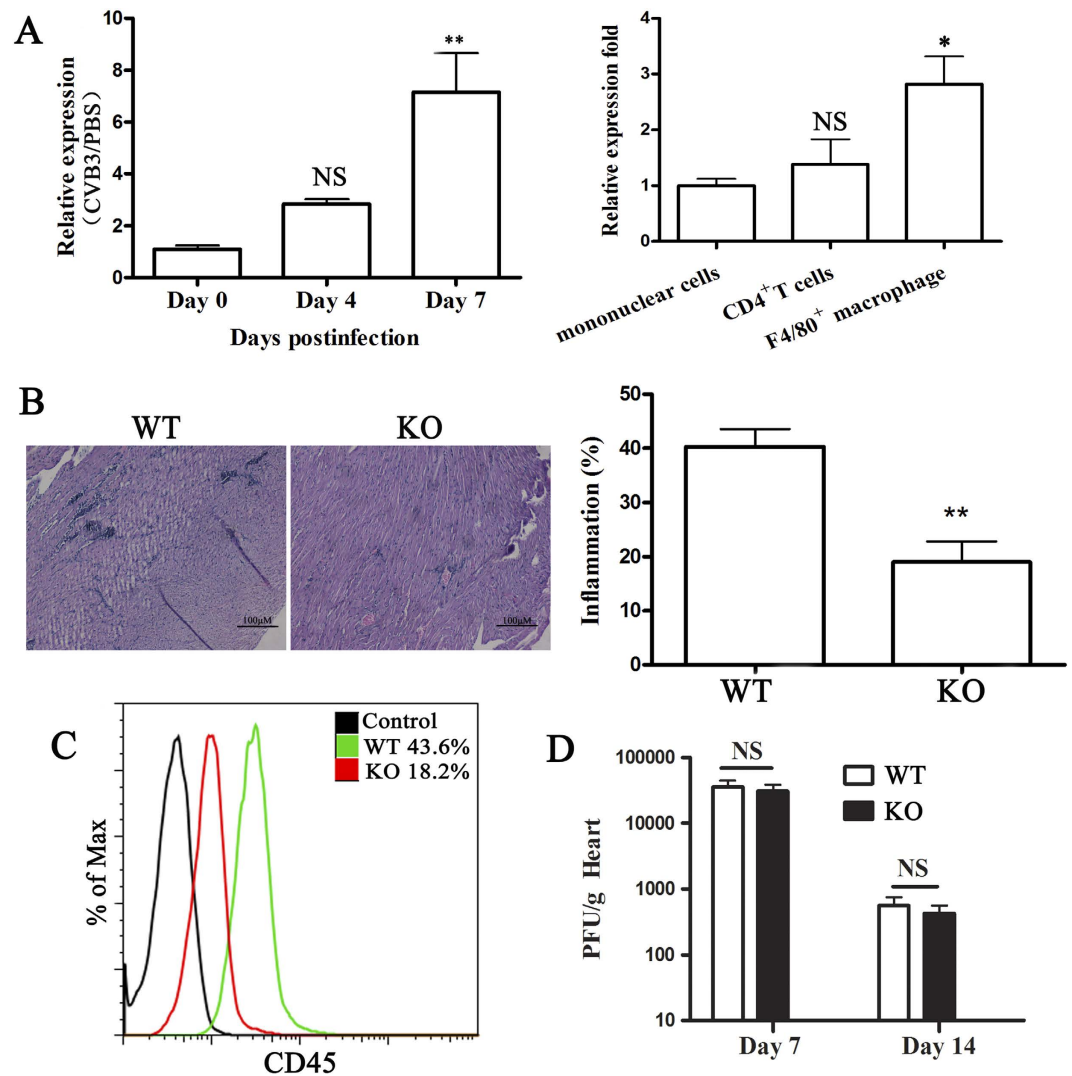 A
Relative expression
（CVB3/PBS）
10
8
6
4
2
0
NS
**
Day 0
Day 4
Day 7
Days postinfection
Relative expression fold
4
3
2
1
0
NS
*
mononuclear cells
CD4+T cells
F4/80+ macrophage
B
WT
KO
100μM
100μM
Inflammation (%)
50
40
30
20
10
0
**
WT
KO
C
% of Max
Control
WT 43.6%
KO 18.2%
CD45
D
PFU/g Heart
100000
10000
1000
100
10
NS
NS
WT
KO
Day 7
Day 14